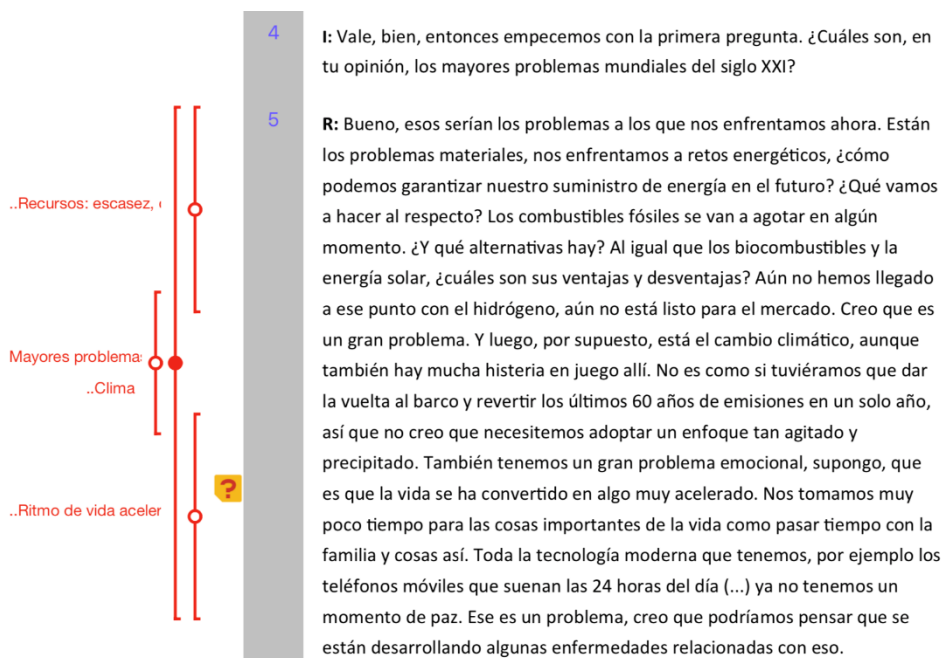 4
I: Vale, bien, entonces empecemos con la primera pregunta. ¿Cuáles son, en
tu opinión, los mayores problemas mundiales del siglo XXI?
5
R: Bueno, esos serían los problemas a los que nos enfrentamos ahora. Están
los problemas materiales, nos enfrentamos a retos energéticos, ¿cómo
podemos garantizar nuestro suministro de energía en el futuro? ¿Qué vamos
a hacer al respecto? Los combustibles fósiles se van a agotar en algún
momento. ¿Y qué alternativas hay? Al igual que los biocombustibles y la
energía solar, ¿cuáles son sus ventajas y desventajas? Aún no hemos llegado
a ese punto con el hidrógeno, aún no está listo para el mercado. Creo que es
un gran problema. Y luego, por supuesto, está el cambio climático, aunque
también hay mucha histeria en juego allí. No es como si tuviéramos que dar
la vuelta al barco y revertir los últimos 60 años de emisiones en un solo año,
así que no creo que necesitemos adoptar un enfoque tan agitado y
precipitado. También tenemos un gran problema emocional, supongo, que
es que la vida se ha convertido en algo muy acelerado. Nos tomamos muy
poco tiempo para las cosas importantes de la vida como pasar tiempo con la
familia y cosas así. Toda la tecnología moderna que tenemos, por ejemplo los
teléfonos móviles que suenan las 24 horas del día (...) ya no tenemos un
momento de paz. Ese es un problema, creo que podríamos pensar que se
están desarrollando algunas enfermedades relacionadas con eso.
..Recursos: escasez,
Mayores problema
..Clima
..Ritmo de vida aceler
?